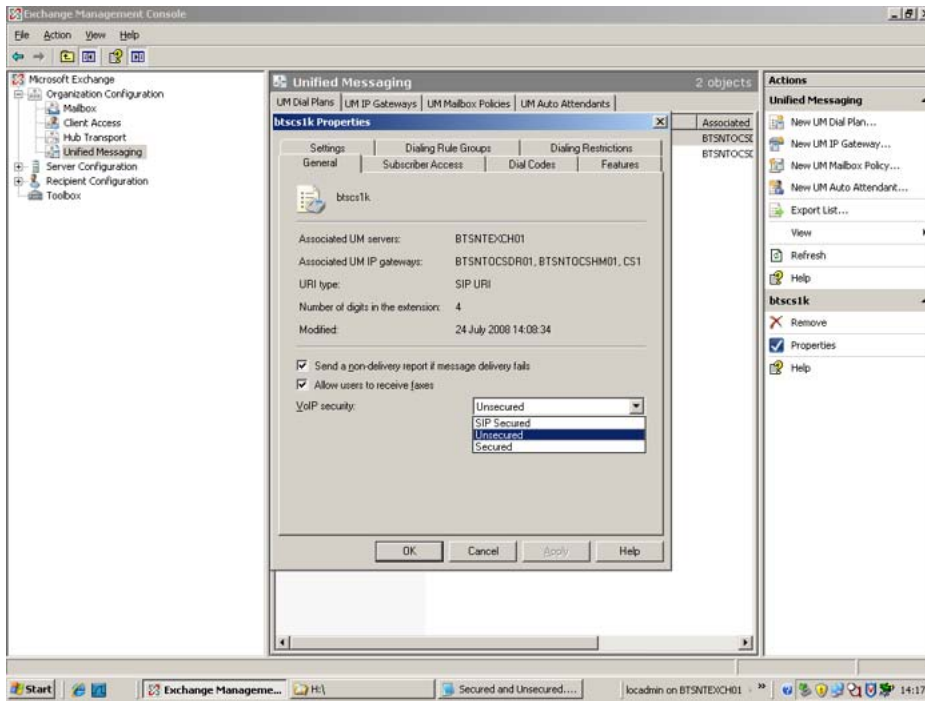 Exchange Management Console
File Action View Help
Microsoft Exchange
Organization Configuration
Mailbox
Client Access
Hub Transport
Unified Messaging
Server Configuration
Recipient Configuration
Toolbox
Unified Messaging 2 objects
UM Dial Plans UM IP Gateways UM Mailbox Policies UM Auto Attendants
Associated
BTSNTOCSD
BTSNTOCSD
btscs1k Properties
Settings Dialing Rule Groups Dialing Restrictions
General Subscriber Access Dial Codes Features
btscs1k
Associated UM servers: BTSNTEXCH01
Associated UM IP gateways: BTSNTOCSDR01, BTSNTOCSHM01, CS1
URI type: SIP URI
Number of digits in the extension: 4
Modified: 24 July 2008 14:08:34
Send a non-delivery report if message delivery fails
Allow users to receive faxes
VoIP security: Unsecured
SIP Secured
Unsecured
Secured
OK Cancel Apply Help
Actions
Unified Messaging
New UM Dial Plan...
New UM IP Gateway...
New UM Mailbox Policy...
New UM Auto Attendant...
Export List...
View
Refresh
Help
btscs1k
Remove
Properties
Help
Start Exchange Manageme... H:\ Secured and Unsecured.... locadmin on BTSNTEXCH01 14:17